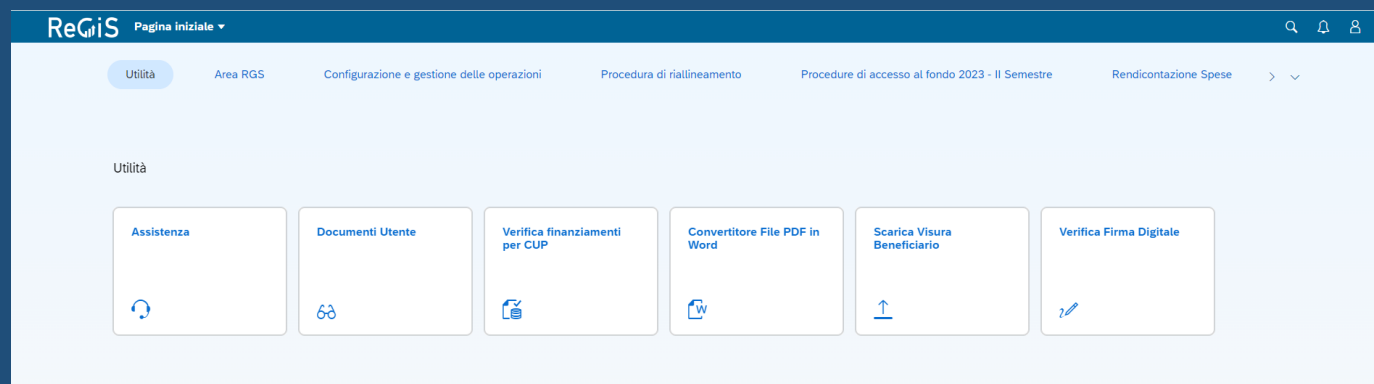 ReGiS Pagina iniziale
Utilità Area RGS Configurazione e gestione delle operazioni Procedura di riallineamento Procedure di accesso al fondo 2023 - II Semestre Rendicontazione Spese
Utilità
Assistenza
Documenti Utente
Verifica finanziamenti
per CUP
Convertitore File PDF in
Word
W
Scarica Visura
Beneficiario
Verifica Firma Digitale